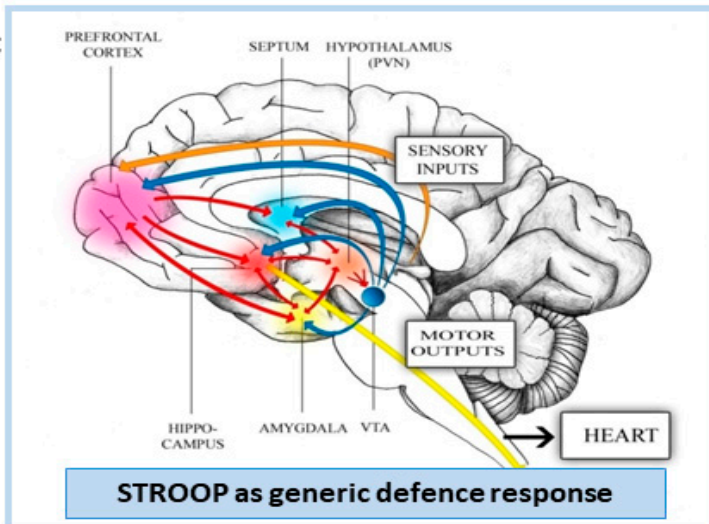 PREFRONTAL
CORTEX
SEPTUM
HYPOTHALAMUS
(PVN)
SENSORY
INPUTS
MOTOR
OUTPUTS
HIPPO-
CAMPUS
AMYGDALA
VTA
HEART
STROOP as generic defence response